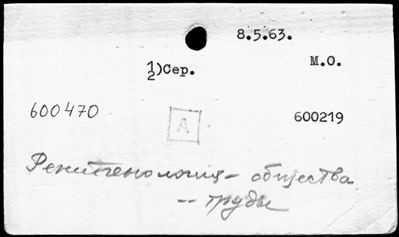 8.5.63.
М.О.
1/2)Сер.
600470
А
600219
Рентгенология – общества
-- труды